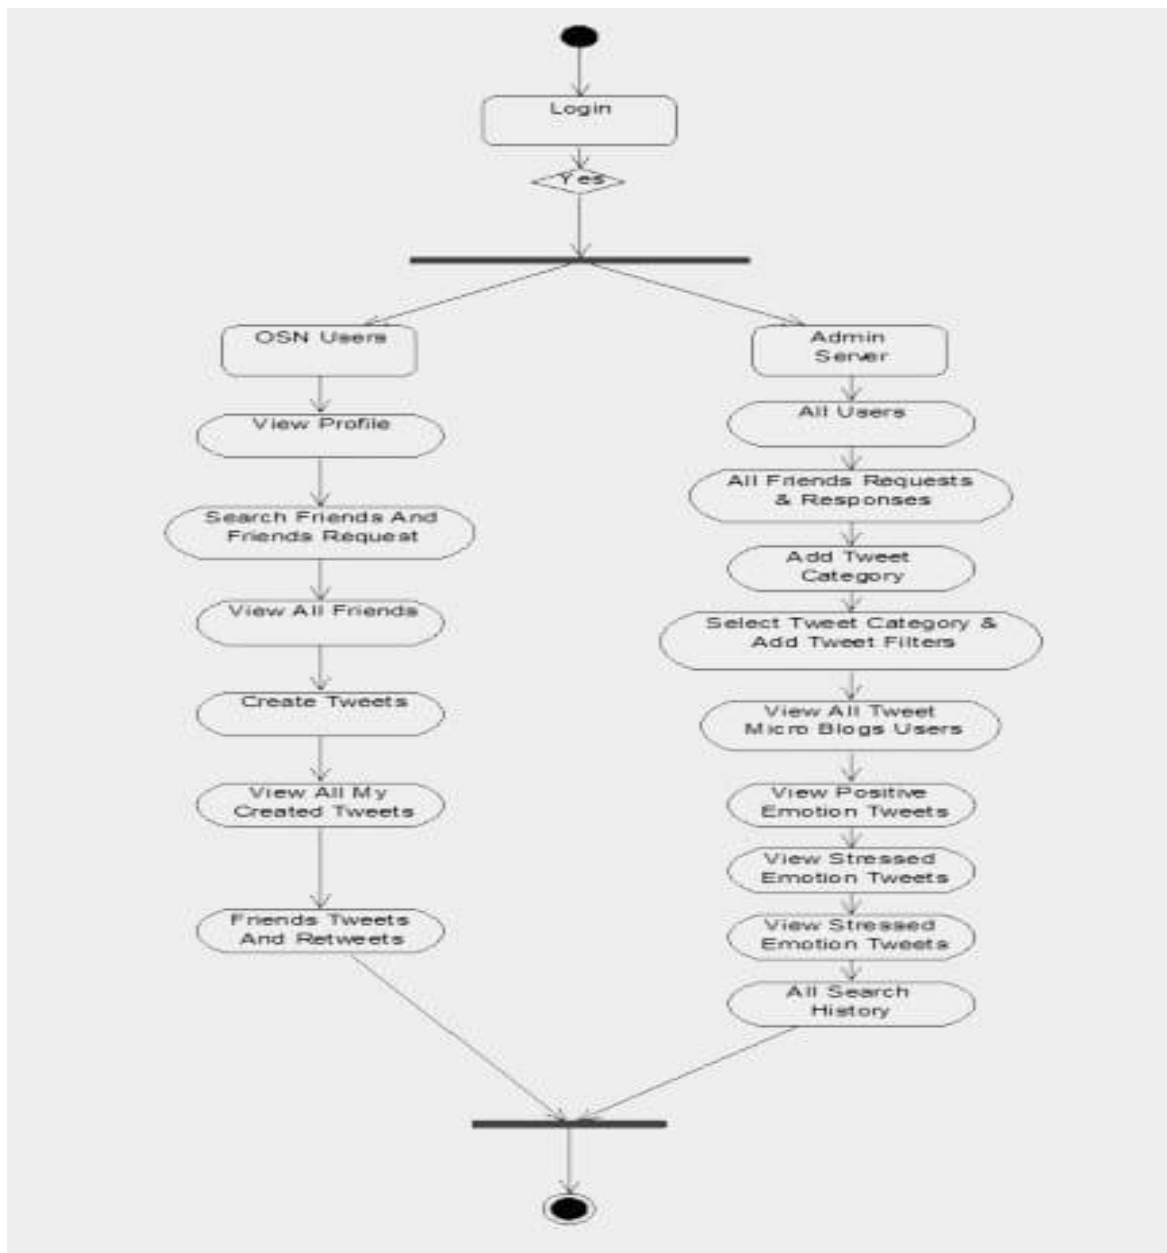 Login
Yes
OSN Users
View Profile
Search Friends And
Friends Request
View All Friends
Create Tweets
View All My
Created Tweets
Friends Tweets
And Retweets
Admin
Server
All Users
All Friends Requests
& Responses
Add Tweet
Category
Select Tweet Category &
Add Tweet Filters
View All Tweet
Micro Blogs Users
View Positive
Emotion Tweets
View Stressed
Emotion Tweets
View Stressed
Emotion Tweets
All Search
History